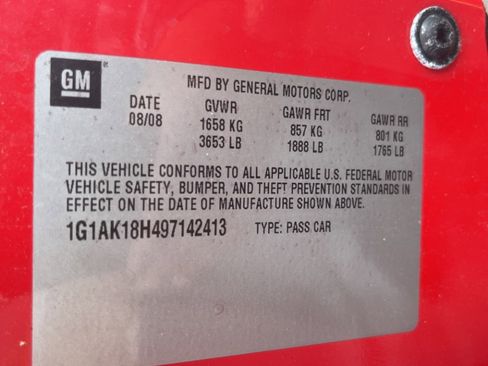 GM
MFD BY GENERAL MOTORS CORP.
DATE GVWR GAWR FRT GAWR RR
08/08 1658 KG 857 KG 801 KG
3653 LB 1888 LB 1765 LB
THIS VEHICLE CONFORMS TO ALL APPLICABLE U.S. FEDERAL MOTOR
VEHICLE SAFETY, BUMPER, AND THEFT PREVENTION STANDARDS IN
EFFECT ON THE DATE OF MANUFACTURE SHOWN ABOVE.
1G1AK18H497142413 TYPE: PASS CAR